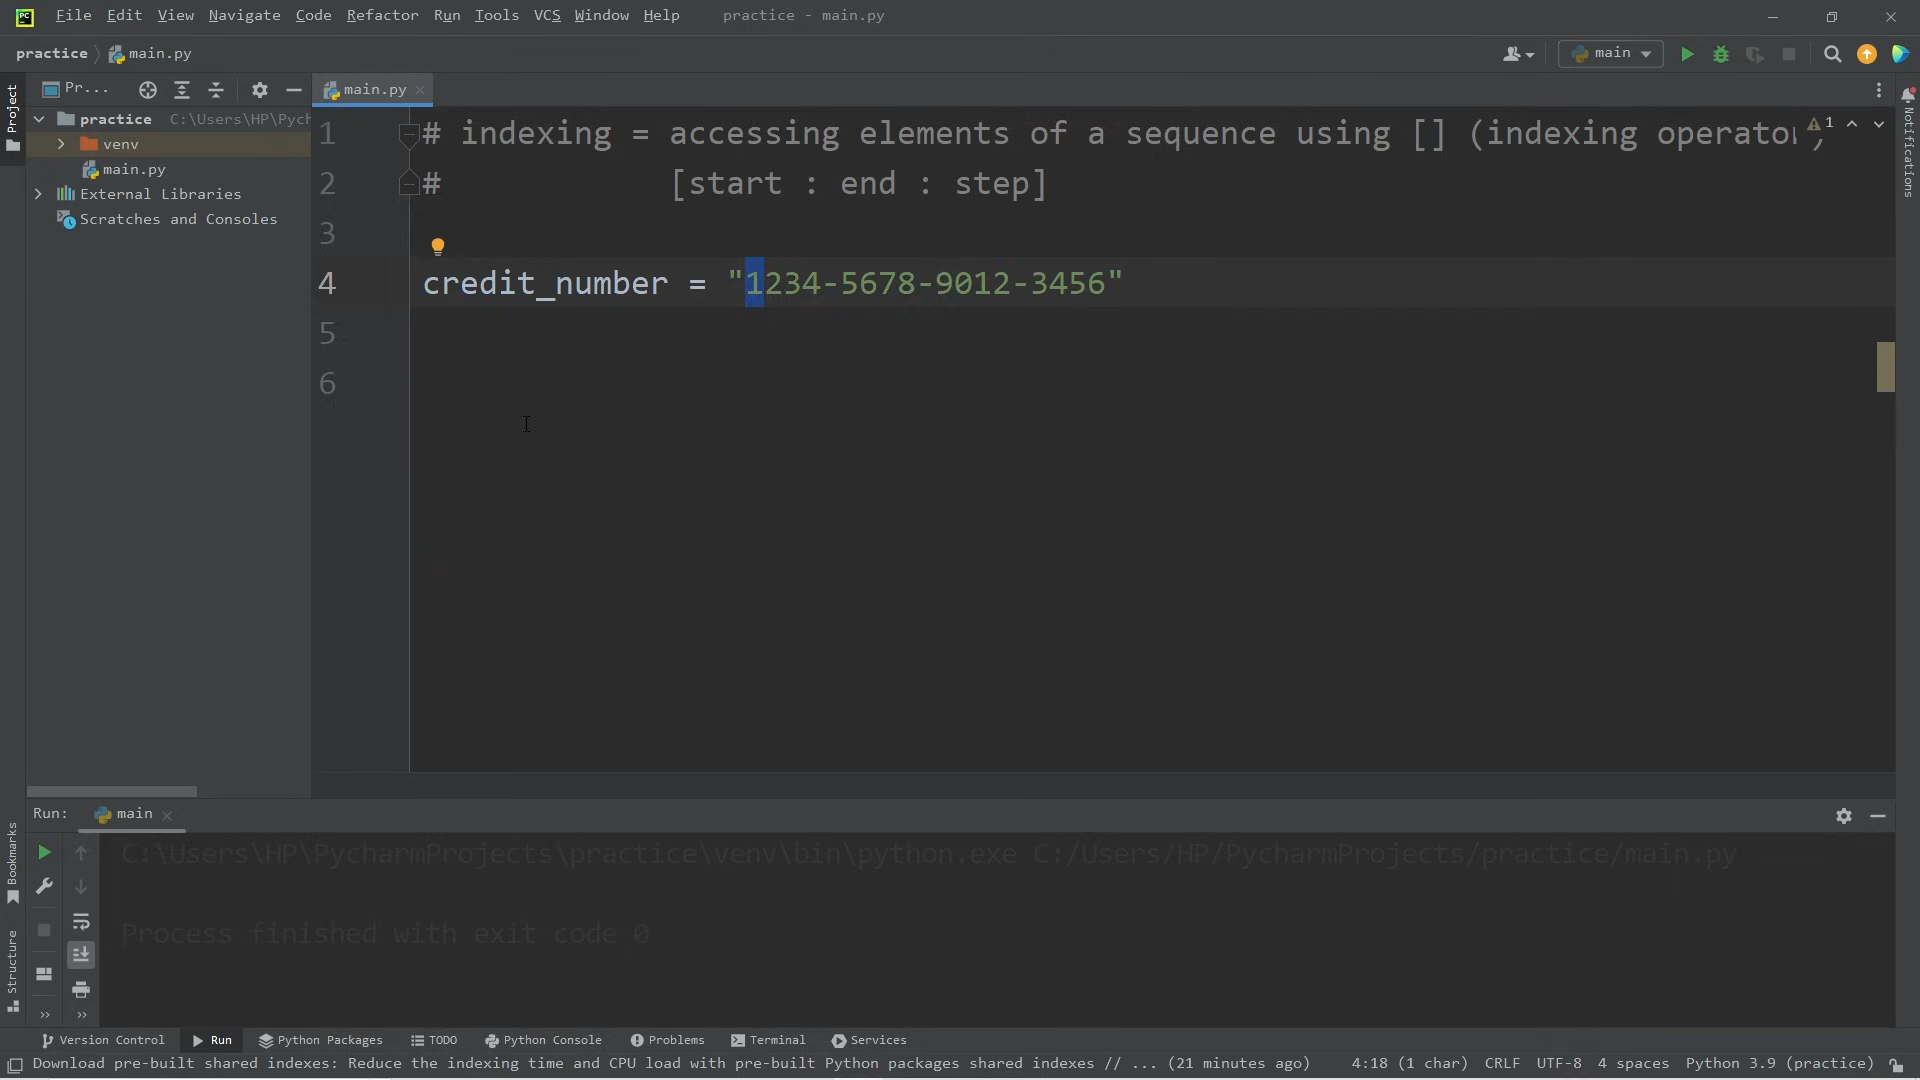 File Edit View Navigate Code Refactor Run Tools VCS Window Help practice - main.py
practice main.py main
Pr... main.py
Project
practice C:\Users\HP\Pych
venv
main.py
External Libraries
Scratches and Consoles
1 # indexing = accessing elements of a sequence using [] (indexing operator)
1
2 # [start : end : step]
3
4 credit_number = "1234-5678-9012-3456"
5
6
Notifications
Run: main
C:\Users\HP\PycharmProjects\practice\venv\bin\python.exe C:/Users/HP/PycharmProjects/practice/main.py
Process finished with exit code 0
Bookmarks
Structure
Version Control Run Python Packages TODO Python Console Problems Terminal Services
Download pre-built shared indexes: Reduce the indexing time and CPU load with pre-built Python packages shared indexes // ... (21 minutes ago) 4:18 (1 char) CRLF UTF-8 4 spaces Python 3.9 (practice)